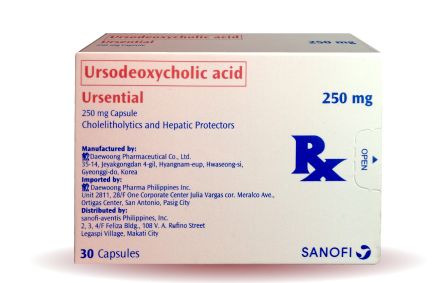 Ursodeoxycholic acid
Ursential 250 mg
250 mg Capsule
Ursodeoxycholic acid
Ursential 250 mg
250 mg Capsule
Cholelitholytics and Hepatic Protectors
Rx
OPEN
Manufactured by:
Daewoong Pharmaceutical Co., Ltd.
35-14, Jeyakgongdan 4-gil, Hyangnam-eup, Hwaseong-si,
Gyeonggi-do, Korea
Imported by:
Daewoong Pharma Philippines Inc.
Unit 2811, 28/F One Corporate Center Julia Vargas cor. Meralco Ave.,
Ortigas Center, San Antonio, Pasig City
Distributed by:
sanofi-aventis Philippines, Inc.
2, 3, 4/F Feliza Bldg., 108 V. A. Rufino Street
Legaspi Village, Makati City
30 Capsules SANOFI